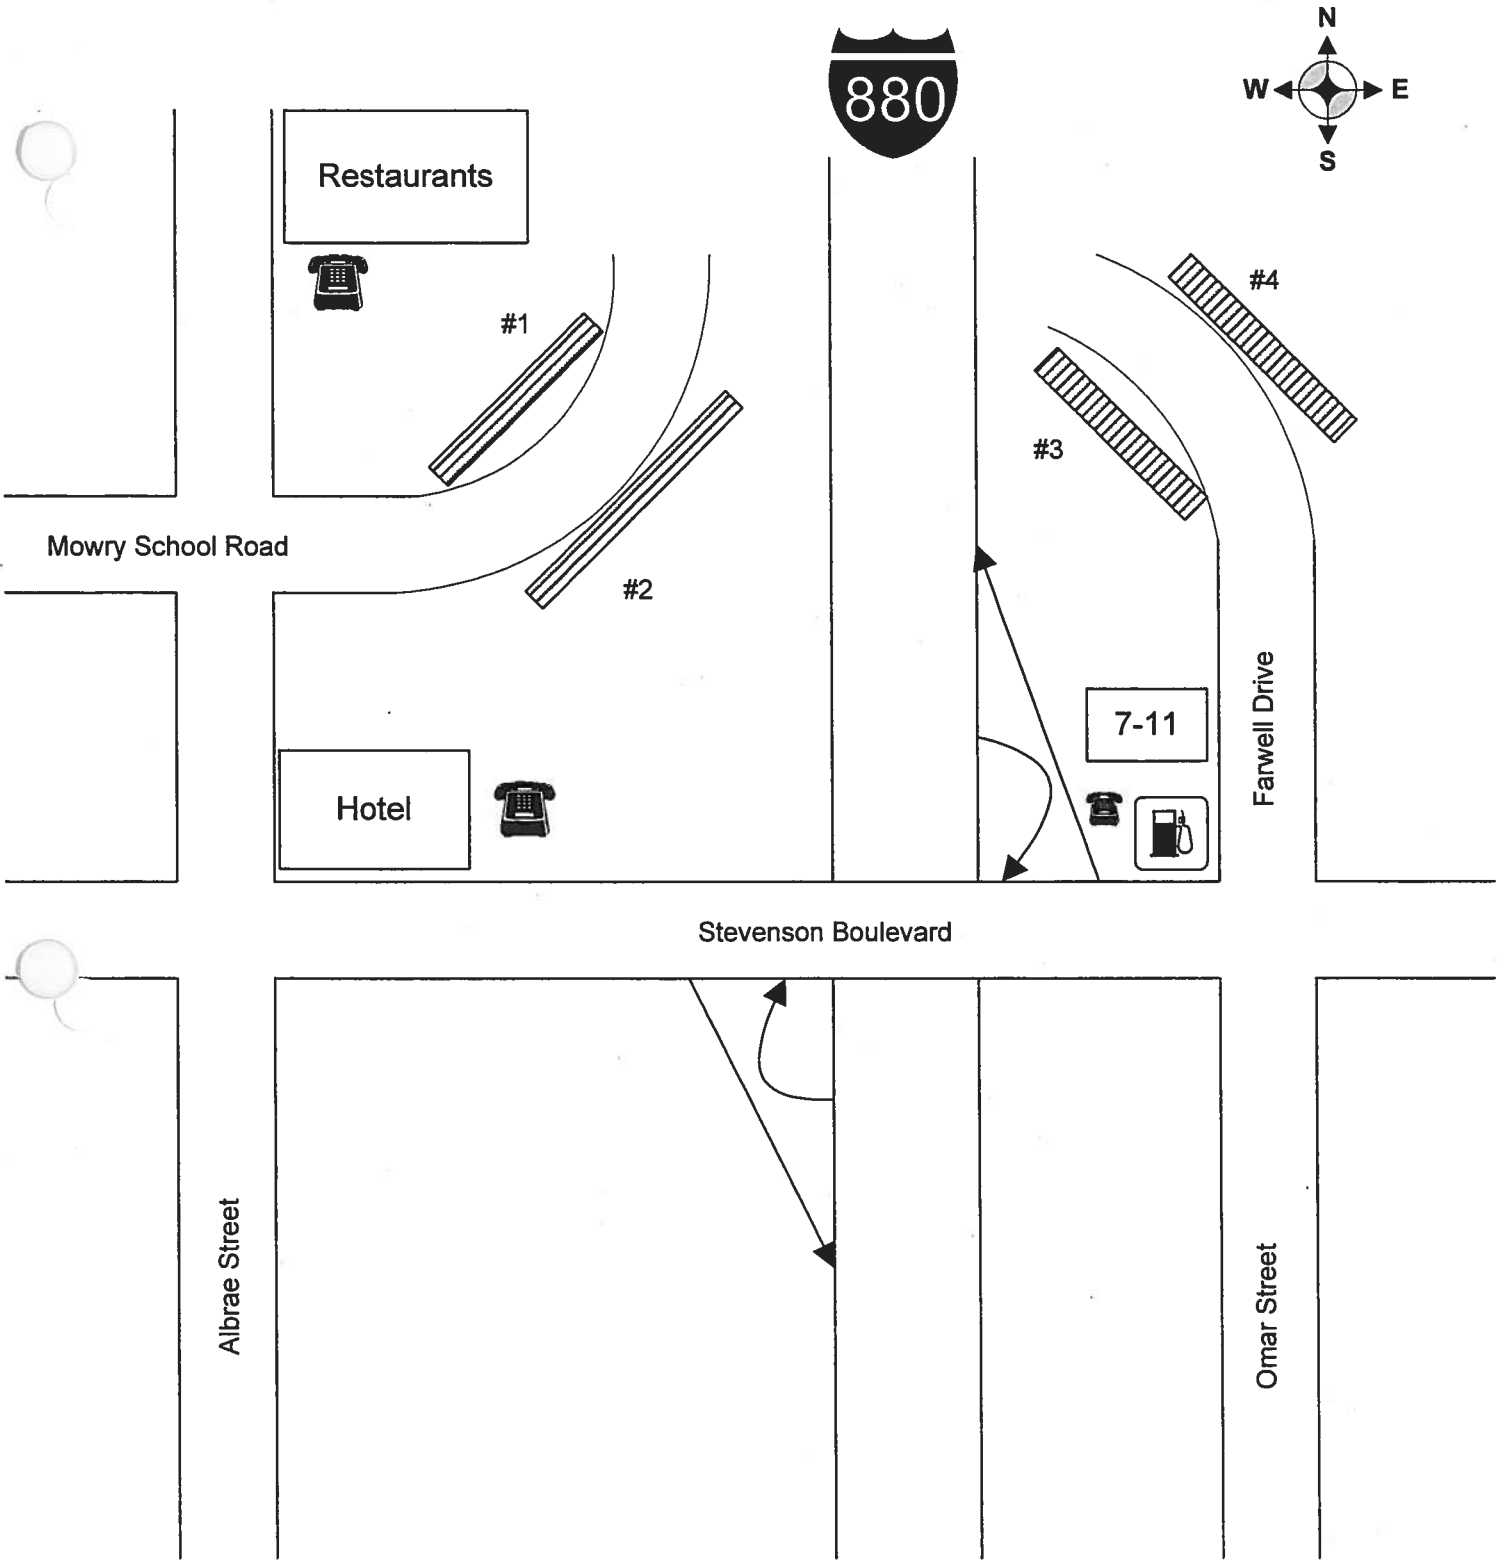 880
N
W E
S
Restaurants
#1
#4
#3
Mowry School Road
#2
7-11
Farwell Drive
Hotel
Stevenson Boulevard
Albrae Street
Omar Street